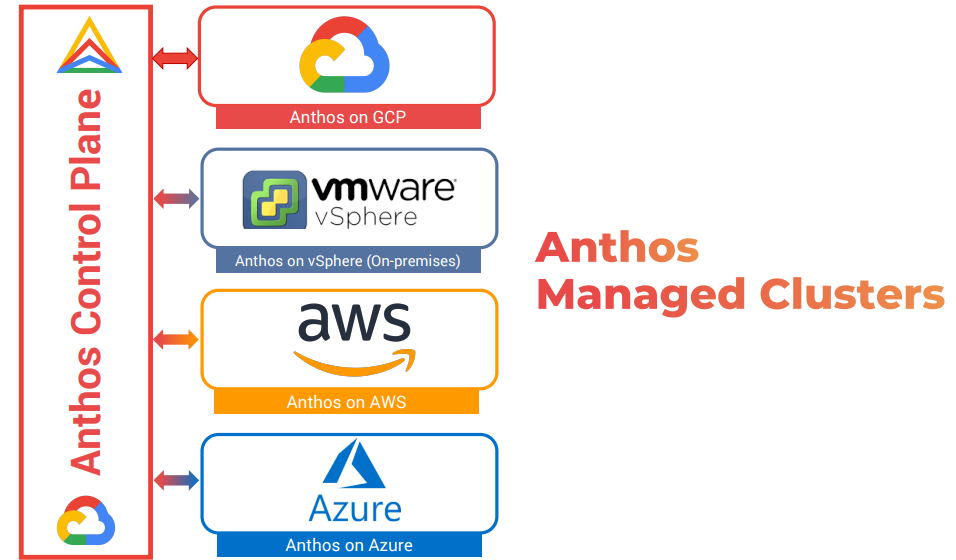 Anthos Control Plane
Anthos on GCP
vmware
vSphere
Anthos on vSphere (On-premises)
aws
Anthos on AWS
Azure
Anthos on Azure
Anthos
Managed Clusters